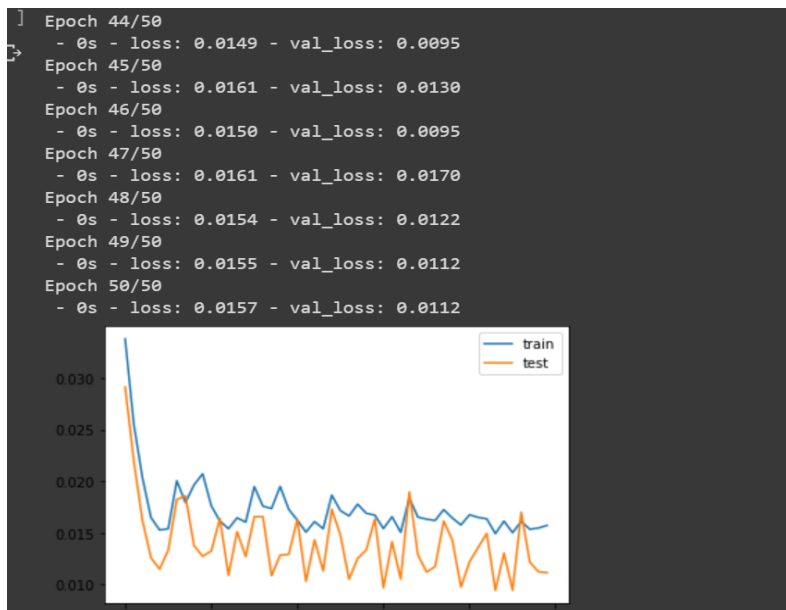 ]  Epoch 44/50
- 0s - loss: 0.0149 - val_loss: 0.0095
Epoch 45/50
- 0s - loss: 0.0161 - val_loss: 0.0130
Epoch 46/50
- 0s - loss: 0.0150 - val_loss: 0.0095
Epoch 47/50
- 0s - loss: 0.0161 - val_loss: 0.0170
Epoch 48/50
- 0s - loss: 0.0154 - val_loss: 0.0122
Epoch 49/50
- 0s - loss: 0.0155 - val_loss: 0.0112
Epoch 50/50
- 0s - loss: 0.0157 - val_loss: 0.0112
train
test
0.030
0.025
0.020
0.015
0.010